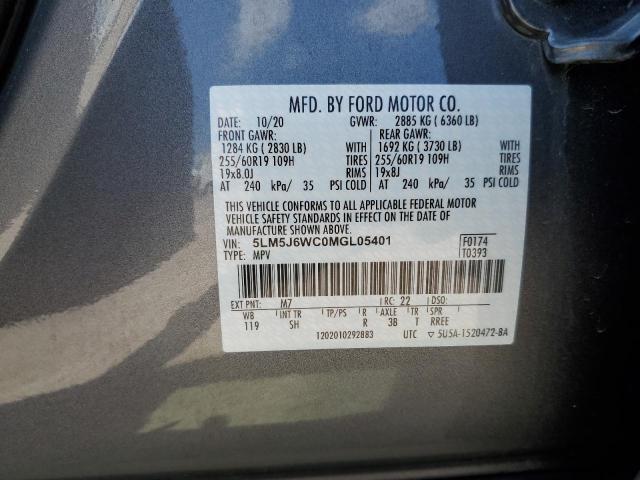 MFD. BY FORD MOTOR CO.
DATE: 10/20 GVWR: 2885 KG ( 6360 LB)
FRONT GAWR: REAR GAWR:
1284 KG ( 2830 LB) WITH 1692 KG ( 3730 LB) WITH
255/60R19 109H TIRES 255/60R19 109H TIRES
19x8.0J RIMS 19x8J RIMS
AT 240 kPa/ 35 PSI COLD AT 240 kPa/ 35 PSI COLD
THIS VEHICLE CONFORMS TO ALL APPLICABLE FEDERAL MOTOR
VEHICLE SAFETY STANDARDS IN EFFECT ON THE DATE OF
MANUFACTURE SHOWN ABOVE.
VIN: 5LM5J6WC0MGL05401 F0174
TYPE: MPV T0393
EXT PNT: M7 RC: 22 DSO:
WB INT TR TP/PS R AXLE TR SPR
119 SH R 3B T RREE
1202010292883 UTC ▽ 5U5A-1520472-BA